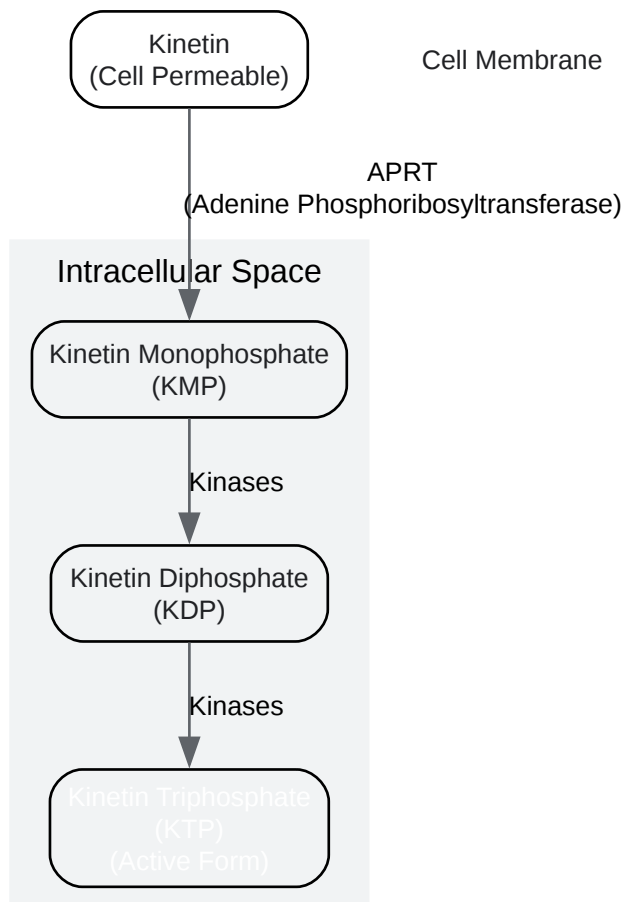 Kinetin
(Cell Permeable)
Cell Membrane
APRT
(Adenine Phosphoribosyltransferase)
Intracellular Space
Kinetin Monophosphate
(KMP)
Kinases
Kinetin Diphosphate
(KDP)
Kinases
Kinetin Triphosphate
(KTP)
(Active Form)